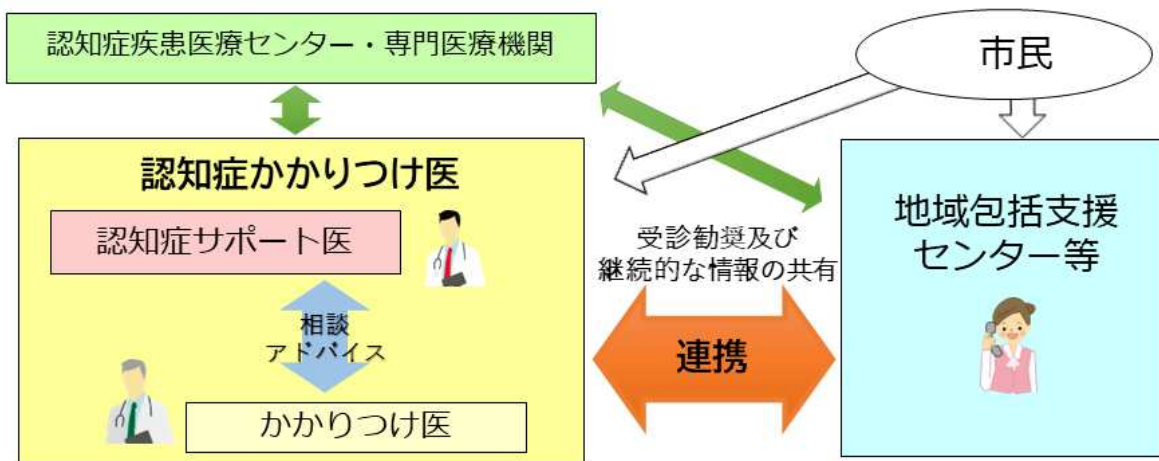 認知症疾患医療センター・専門医療機関
市民
認知症かかりつけ医
認知症サポート医
相談
アドバイス
かかりつけ医
受診勧奨及び
継続的な情報の共有
連携
地域包括支援
センター等